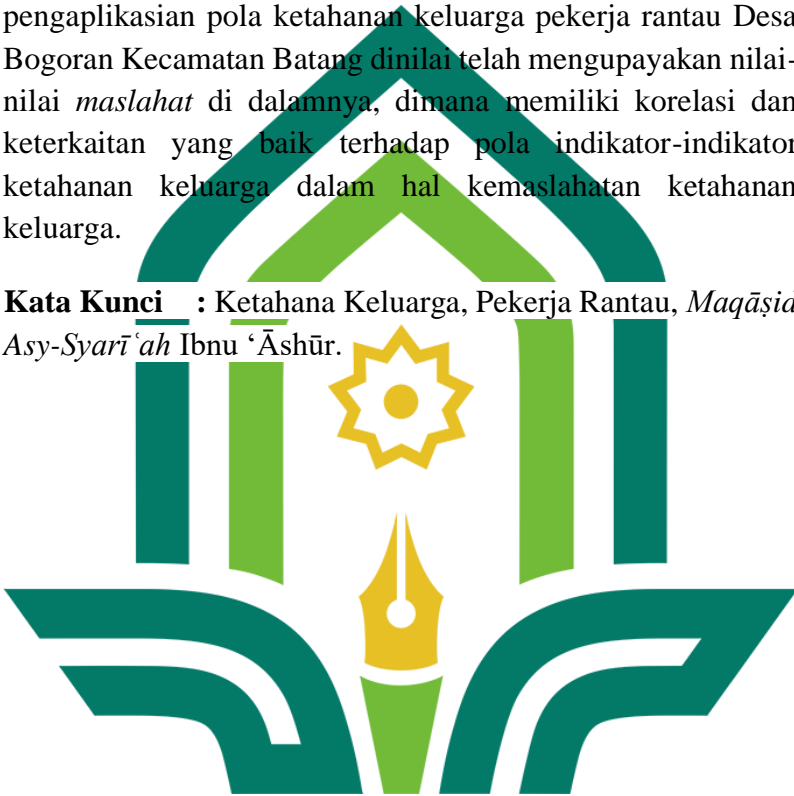 pengaplikasian pola ketahanan keluarga pekerja rantau Desa
Bogoran Kecamatan Batang dinilai telah mengupayakan nilai-
nilai maslahat di dalamnya, dimana memiliki korelasi dan
keterkaitan yang baik terhadap pola indikator-indikator
ketahanan keluarga dalam hal kemaslahatan ketahanan
keluarga.
Kata Kunci : Ketahana Keluarga, Pekerja Rantau, Maqāṣid
Asy-Syarīʿah Ibnu ‘Āshūr.